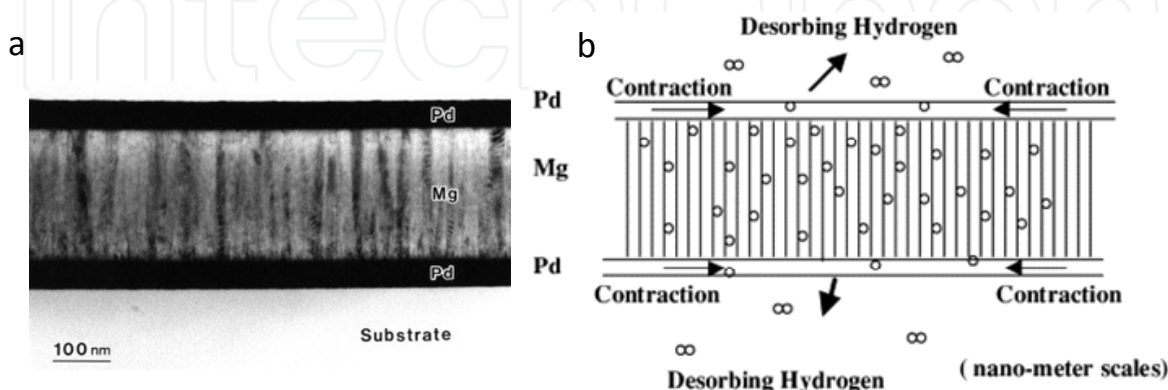 a
Pd
Mg
Pd
Substrate
100 nm
b
Desorbing Hydrogen
Contraction
Contraction
Pd
Mg
Pd
Contraction
Contraction
Desorbing Hydrogen
( nano-meter scales)